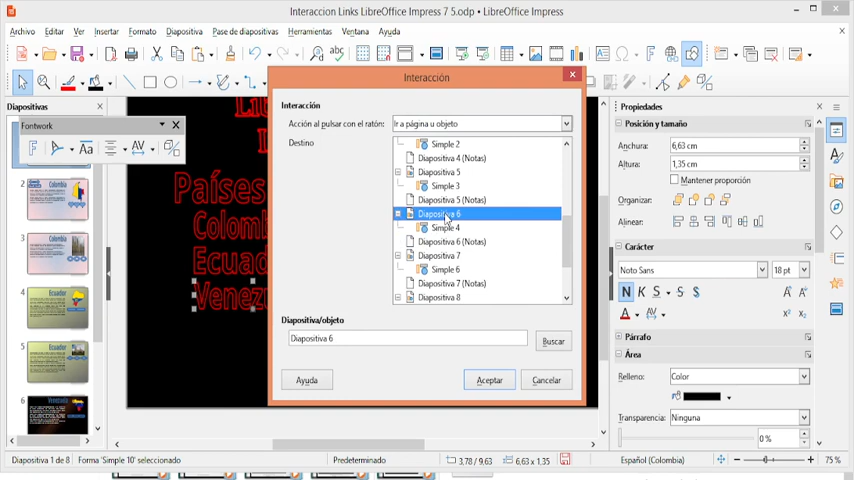 Interaccion Links LibreOffice Impress 7 5.odp • LibreOffice Impress
Archivo Editar Ver Insertar Formato Diapositiva Pase de diapositivas Herramientas Ventana Ayuda
Diapositivas
Fontwork
2
Colombia
3
Colombia
4
Ecuador
5
Ecuador
6
Venezuela
Países
Colomb
Ecuad
Venezu
Interacción
Interacción
Acción al pulsar con el ratón:
Ir a página u objeto
Destino
Simple 2
Diapositiva 4 (Notas)
Diapositiva 5
Simple 3
Diapositiva 5 (Notas)
Diapositiva 6
Simple 4
Diapositiva 6 (Notas)
Diapositiva 7
Simple 6
Diapositiva 7 (Notas)
Diapositiva 8
Diapositiva/objeto
Diapositiva 6
Buscar
Ayuda
Aceptar
Cancelar
Propiedades
Posición y tamaño
Anchura: 6,63 cm
Altura: 1,35 cm
Mantener proporción
Organizar:
Alinear:
Carácter
Noto Sans 18 pt
Párrafo
Área
Relleno: Color
Transparencia: Ninguna
0 %
Diapositiva 1 de 8 Forma 'Simple 10' seleccionado Predeterminado 3,78 / 9,63 6,63 x 1,35 Español (Colombia) 75 %